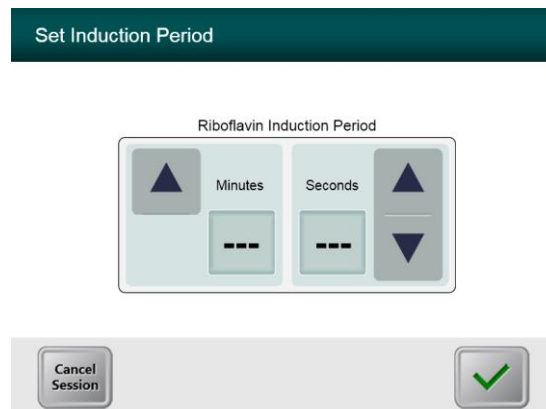 Set Induction Period
Riboflavin Induction Period
Minutes
Seconds
---
---
Cancel
Session